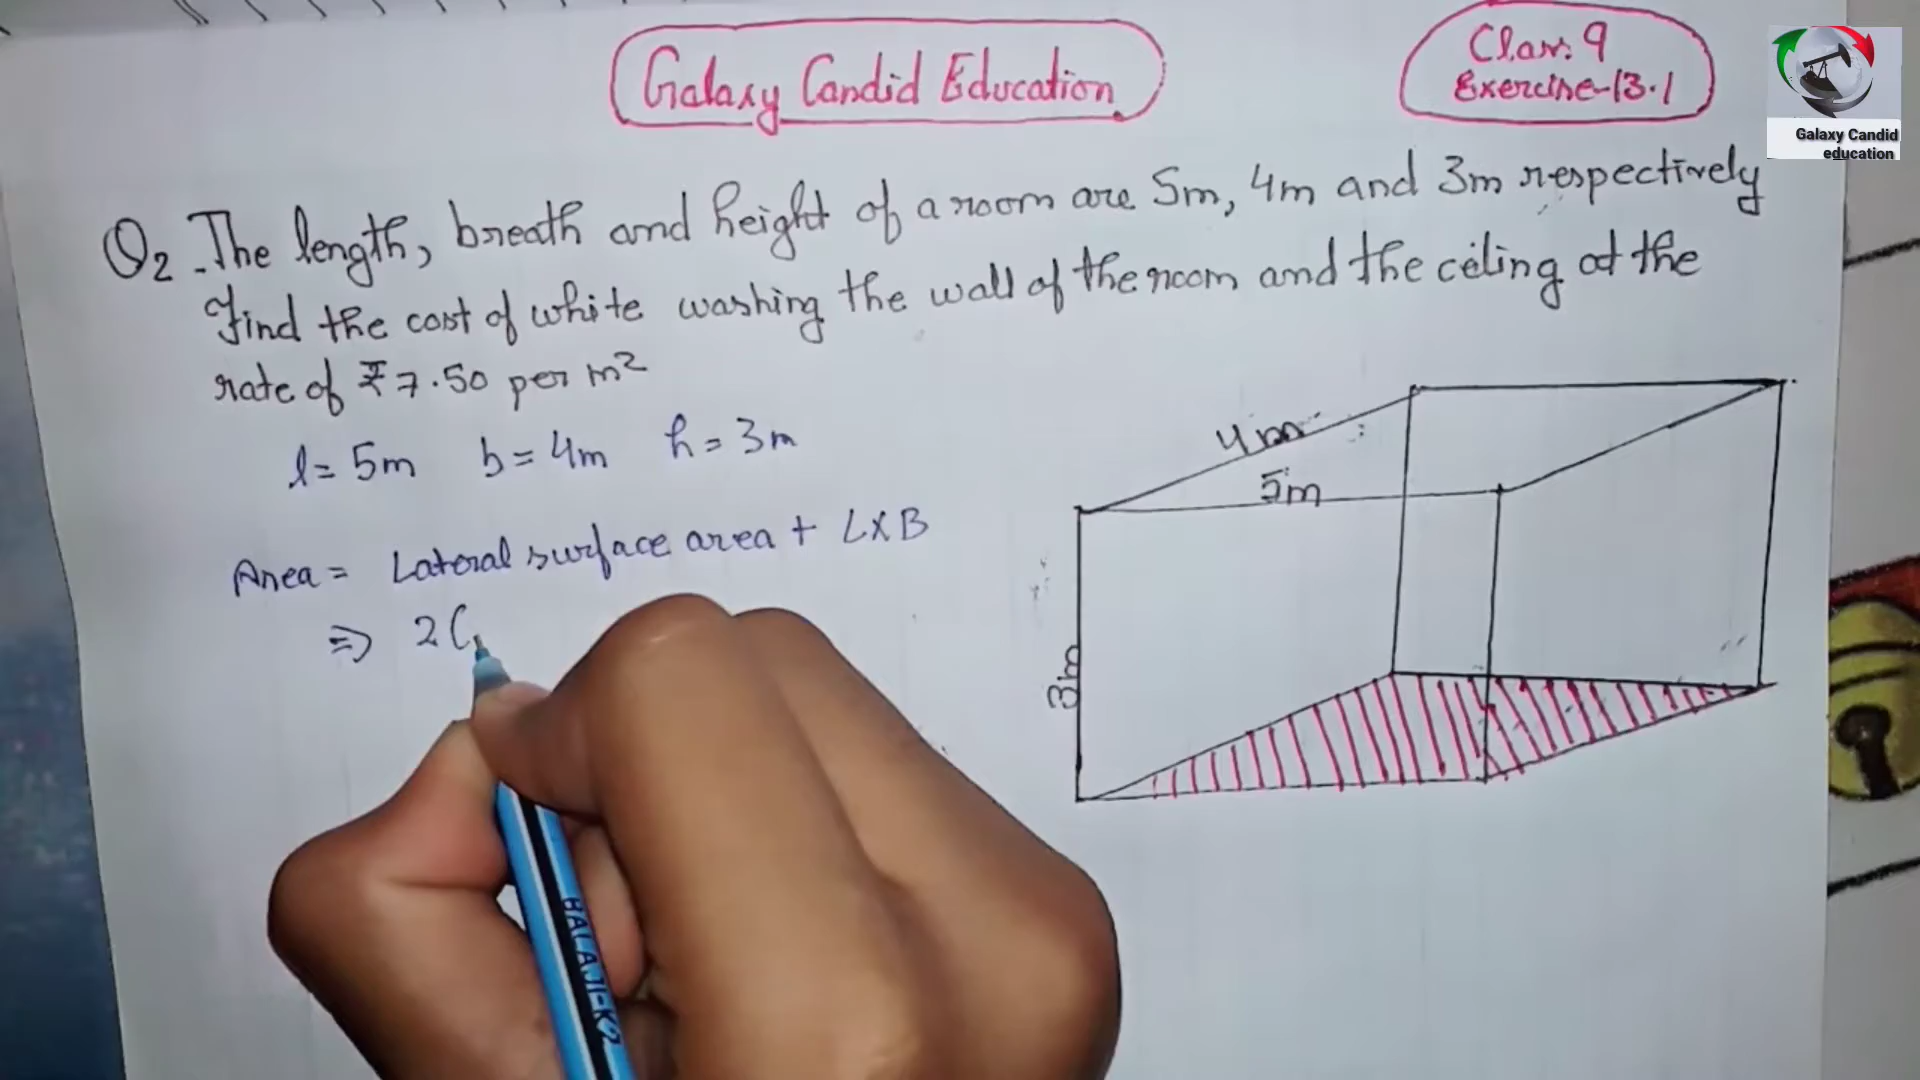 Galaxy Candid Education
Class: 9
Exercise-13.1
Galaxy Candid
education
Q2. The length, breath and height of a room are 5m, 4m and 3m respectively
Find the cost of white washing the wall of the room and the ceiling at the
rate of ₹7.50 per m²
l= 5m b= 4m h= 3m
4m
5m
Area= Lateral surface area + L×B
⇒ 2(
3m
HALAJI-K2